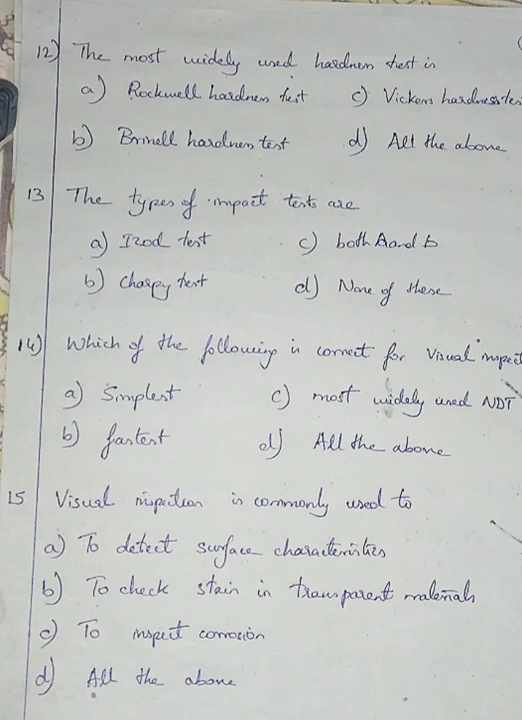 12) The most widely used hardness test is
a) Rockwell hardness test c) Vickers hardness tes
b) Brinell hardness test d) All the above
13 The types of impact tests are
a) Izod test c) both A and b
b) Charpy test d) None of these
14) Which of the following is correct for Visual inspect
a) Simplest c) most widely used NDT
b) fastest d) All the above
15 Visual inspection is commonly used to
a) To detect surface characteristics
b) To check stain in transparent materials
c) To inspect corrosion
d) All the above